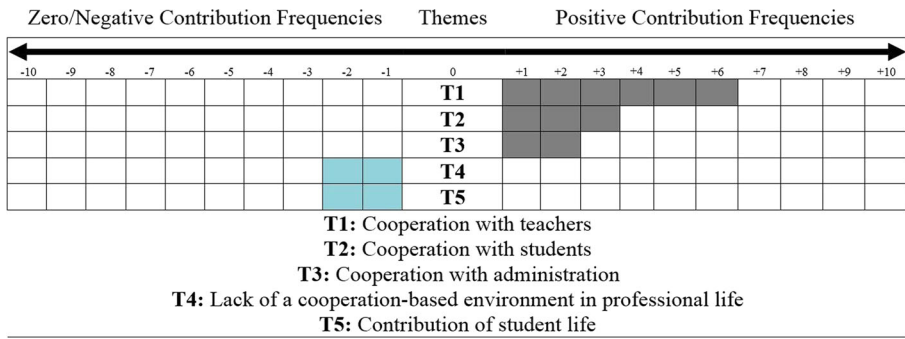 Zero/Negative Contribution Frequencies Themes Positive Contribution Frequencies
-10 -9 -8 -7 -6 -5 -4 -3 -2 -1 0 +1 +2 +3 +4 +5 +6 +7 +8 +9 +10
T1
T2
T3
T4
T5
T1: Cooperation with teachers
T2: Cooperation with students
T3: Cooperation with administration
T4: Lack of a cooperation-based environment in professional life
T5: Contribution of student life